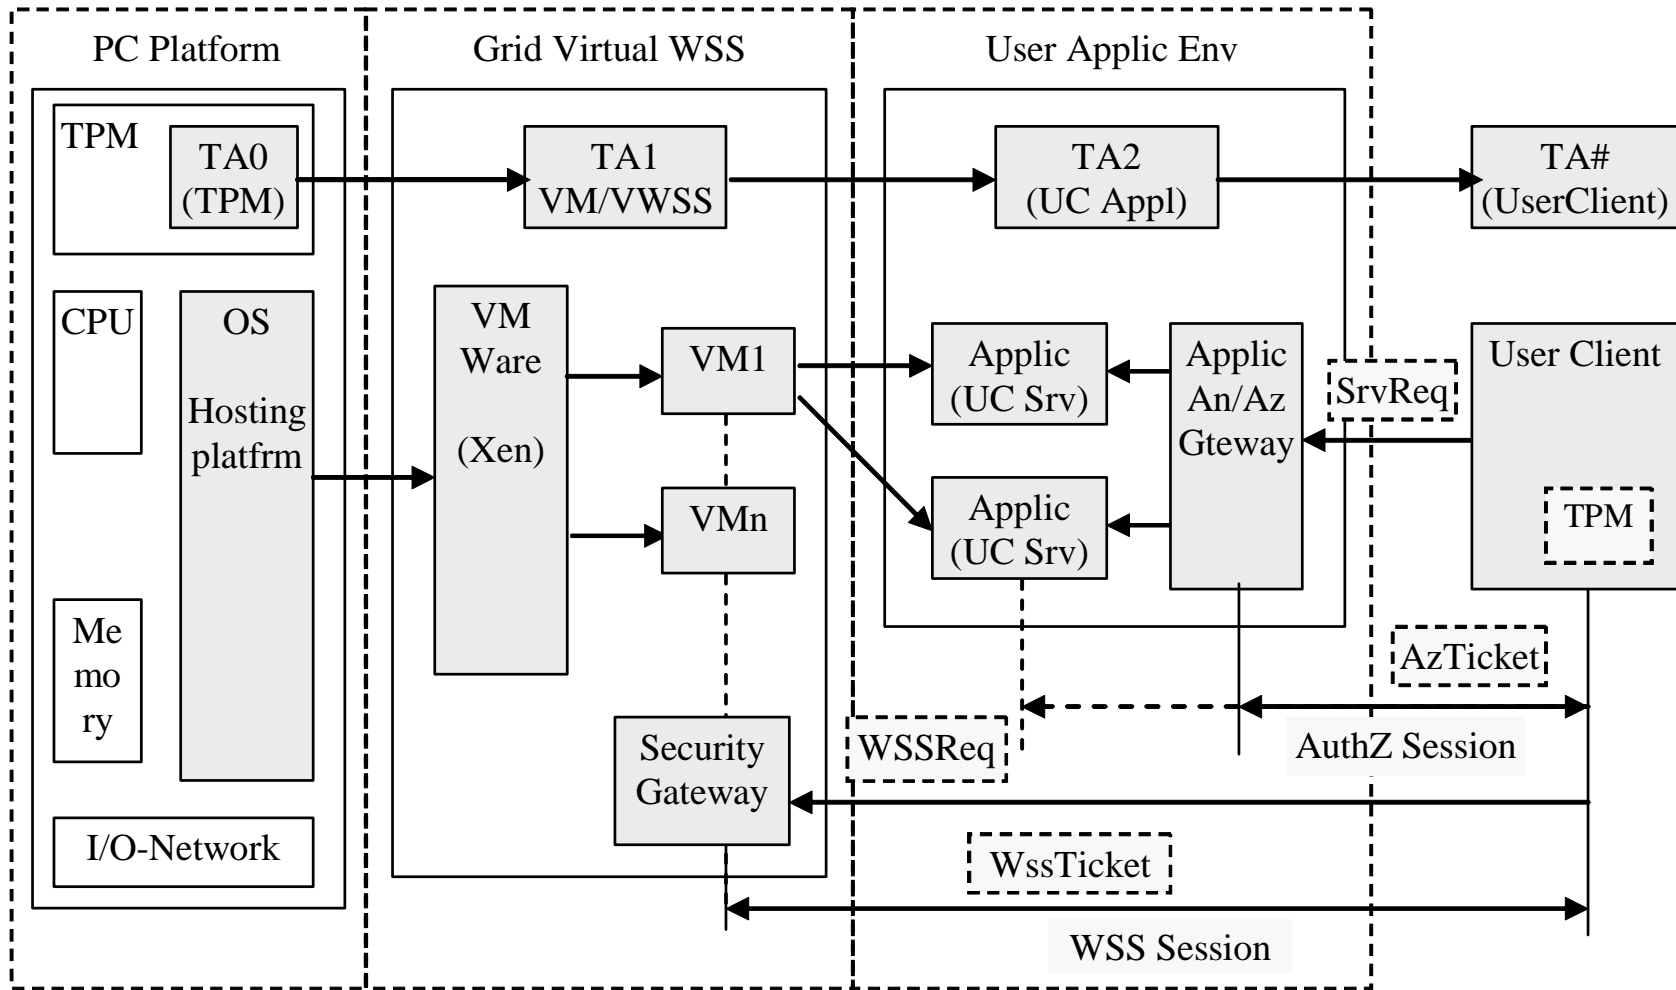 PC Platform
Grid Virtual WSS
User Applic Env
TPM
TA0
(TPM)
TA1
VM/VWSS
TA2
(UC Appl)
TA#
(UserClient)
CPU
OS
Hosting
platfrm
VM
Ware
(Xen)
VM1
VMn
Applic
(UC Srv)
Applic
(UC Srv)
Applic
An/Az
Gteway
SrvReq
User Client
TPM
Me
mo
ry
AzTicket
AuthZ Session
Security
Gateway
WSSReq
I/O-Network
WssTicket
WSS Session